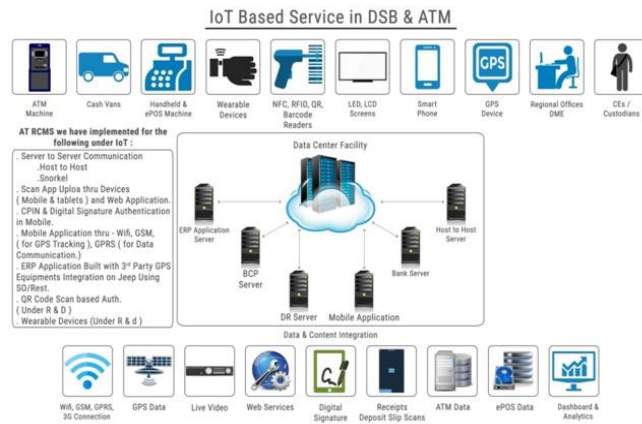 IoT Based Service in DSB & ATM
ATM
Machine
Cash Vans
Handheld &
ePOS Machine
Wearable
Devices
NFC, RFID, QR,
Barcode
Readers
LED, LCD
Screens
Smart
Phone
GPS
GPS
Device
Regional Offices
DME
CEs /
Custodians
AT RCMS we have implemented for the
following under IoT :
. Server to Server Communication
.Host to Host
Snorkel
. Scan App Uploa thru Devices
( Mobile & tablets ) and Web Application.
. CPIN & Digital Signature Authentication
in Mobile.
. Mobile Application thru - Wifi, GSM,
( for GPS Tracking ), GPRS ( for Data
Communication.)
. ERP Application Built with 3rd Party GPS
Equipments Integration on Jeep Using
SO/Rest.
. QR Code Scan based Auth.
( Under R & D )
. Wearable Devices (Under R & d )
Data Center Facility
ERP Application
Server
BCP
Server
DR Server
Mobile Application
Bank Server
Host to Host
Server
Data & Content Integration
Wifi, GSM, GPRS,
3G Connection
GPS Data
Live Video
Web Services
Digital
Signature
Receipts
Deposit Slip Scans
ATM Data
ePOS Data
Dashboard &
Analytics